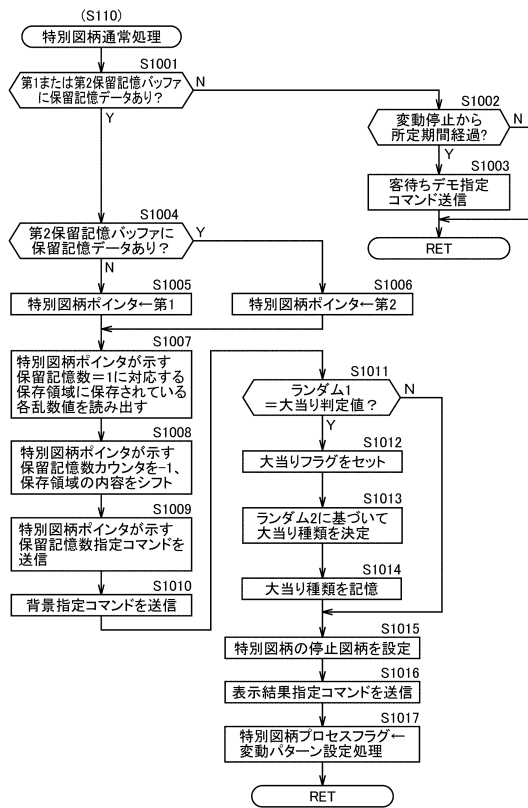 (S110)
特別図柄通常処理
S1001
第1または第2保留記憶バッファ
に保留記憶データあり?
N
Y
S1002
変動停止から
所定期間経過?
N
Y
S1003
客待ちデモ指定
コマンド送信
RET
S1004
第2保留記憶バッファに
保留記憶データあり?
Y
N
S1005
特別図柄ポインタ←第1
S1006
特別図柄ポインタ←第2
S1007
特別図柄ポインタが示す
保留記憶数=1に対応する
保存領域に保存されている
各乱数値を読み出す
S1008
特別図柄ポインタが示す
保留記憶数カウンタを-1、
保存領域の内容をシフト
S1009
特別図柄ポインタが示す
保留記憶数指定コマンドを
送信
S1010
背景指定コマンドを送信
S1011
ランダム1
=大当り判定値?
N
Y
S1012
大当りフラグをセット
S1013
ランダム2に基づいて
大当り種類を決定
S1014
大当り種類を記憶
S1015
特別図柄の停止図柄を設定
S1016
表示結果指定コマンドを送信
S1017
特別図柄プロセスフラグ←
変動パターン設定処理
RET